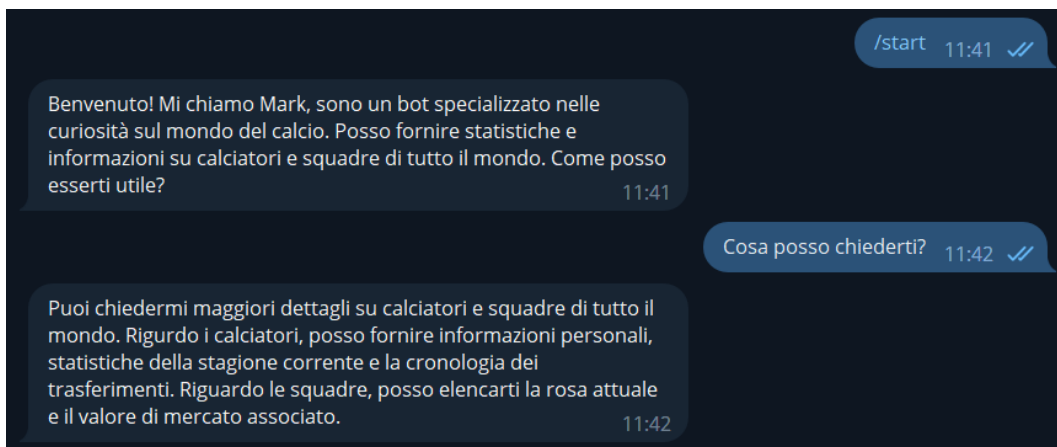 /start 11:41
Benvenuto! Mi chiamo Mark, sono un bot specializzato nelle
curiosità sul mondo del calcio. Posso fornire statistiche e
informazioni su calciatori e squadre di tutto il mondo. Come posso
esserti utile? 11:41
Cosa posso chiederti? 11:42
Puoi chiedermi maggiori dettagli su calciatori e squadre di tutto il
mondo. Rigurdo i calciatori, posso fornire informazioni personali,
statistiche della stagione corrente e la cronologia dei
trasferimenti. Riguardo le squadre, posso elencarti la rosa attuale
e il valore di mercato associato. 11:42